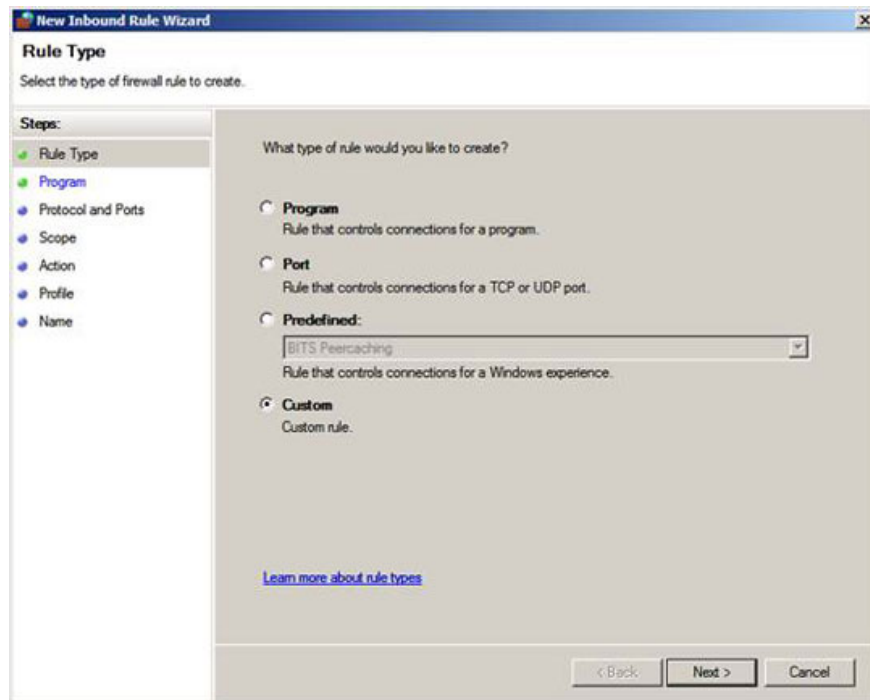 New Inbound Rule Wizard
Rule Type
Select the type of firewall rule to create.
Steps:
Rule Type
Program
Protocol and Ports
Scope
Action
Profile
Name
What type of rule would you like to create?
Program
Rule that controls connections for a program.
Port
Rule that controls connections for a TCP or UDP port.
Predefined:
BITS Peercaching
Rule that controls connections for a Windows experience.
Custom
Custom rule.
Learn more about rule types
< Back
Next >
Cancel